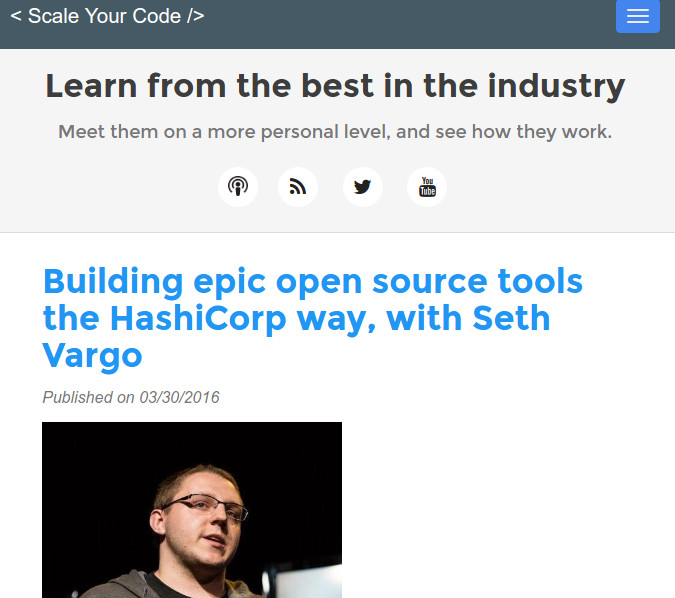 < Scale Your Code />
Learn from the best in the industry
Meet them on a more personal level, and see how they work.
You
Tube
Building epic open source tools
the HashiCorp way, with Seth
Vargo
Published on 03/30/2016